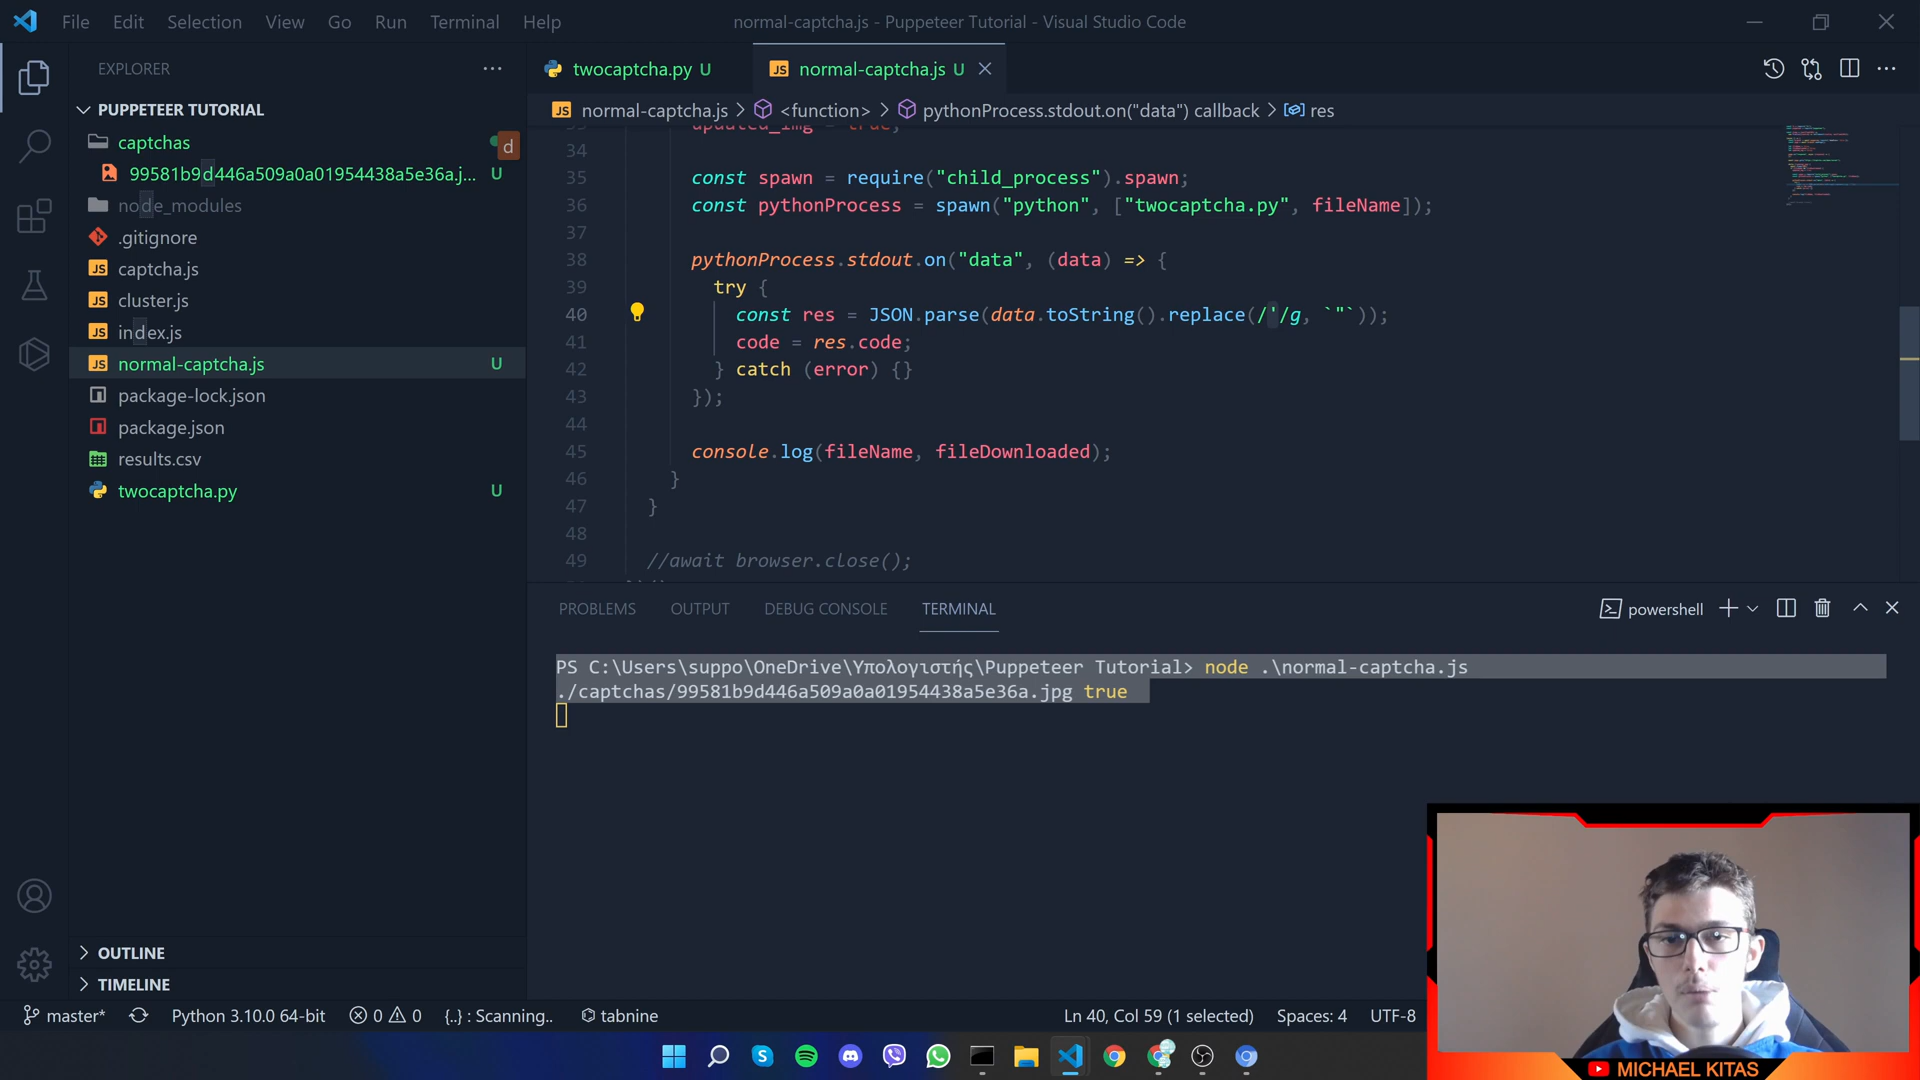 File Edit Selection View Go Run Terminal Help
normal-captcha.js - Puppeteer Tutorial - Visual Studio Code
EXPLORER
PUPPETEER TUTORIAL
captchas
d
99581b9d446a509a0a01954438a5e36a.j... U
node_modules
.gitignore
captcha.js
cluster.js
index.js
normal-captcha.js U
package-lock.json
package.json
results.csv
twocaptcha.py U
OUTLINE
TIMELINE
twocaptcha.py U
normal-captcha.js U
normal-captcha.js > <function> > pythonProcess.stdout.on("data") callback > res
33 updated_img = true;
34
35 const spawn = require("child_process").spawn;
36 const pythonProcess = spawn("python", ["twocaptcha.py", fileName]);
37
38 pythonProcess.stdout.on("data", (data) => {
39 try {
40 const res = JSON.parse(data.toString().replace(/'/g, `"`));
41 code = res.code;
42 } catch (error) {}
43 });
44
45 console.log(fileName, fileDownloaded);
46 }
47 }
48
49 //await browser.close();
PROBLEMS OUTPUT DEBUG CONSOLE TERMINAL
powershell
PS C:\Users\suppo\OneDrive\Υπολογιστής\Puppeteer Tutorial> node .\normal-captcha.js
./captchas/99581b9d446a509a0a01954438a5e36a.jpg true
master* Python 3.10.0 64-bit 0 0 {..} : Scanning.. tabnine
Ln 40, Col 59 (1 selected) Spaces: 4 UTF-8
MICHAEL KITAS